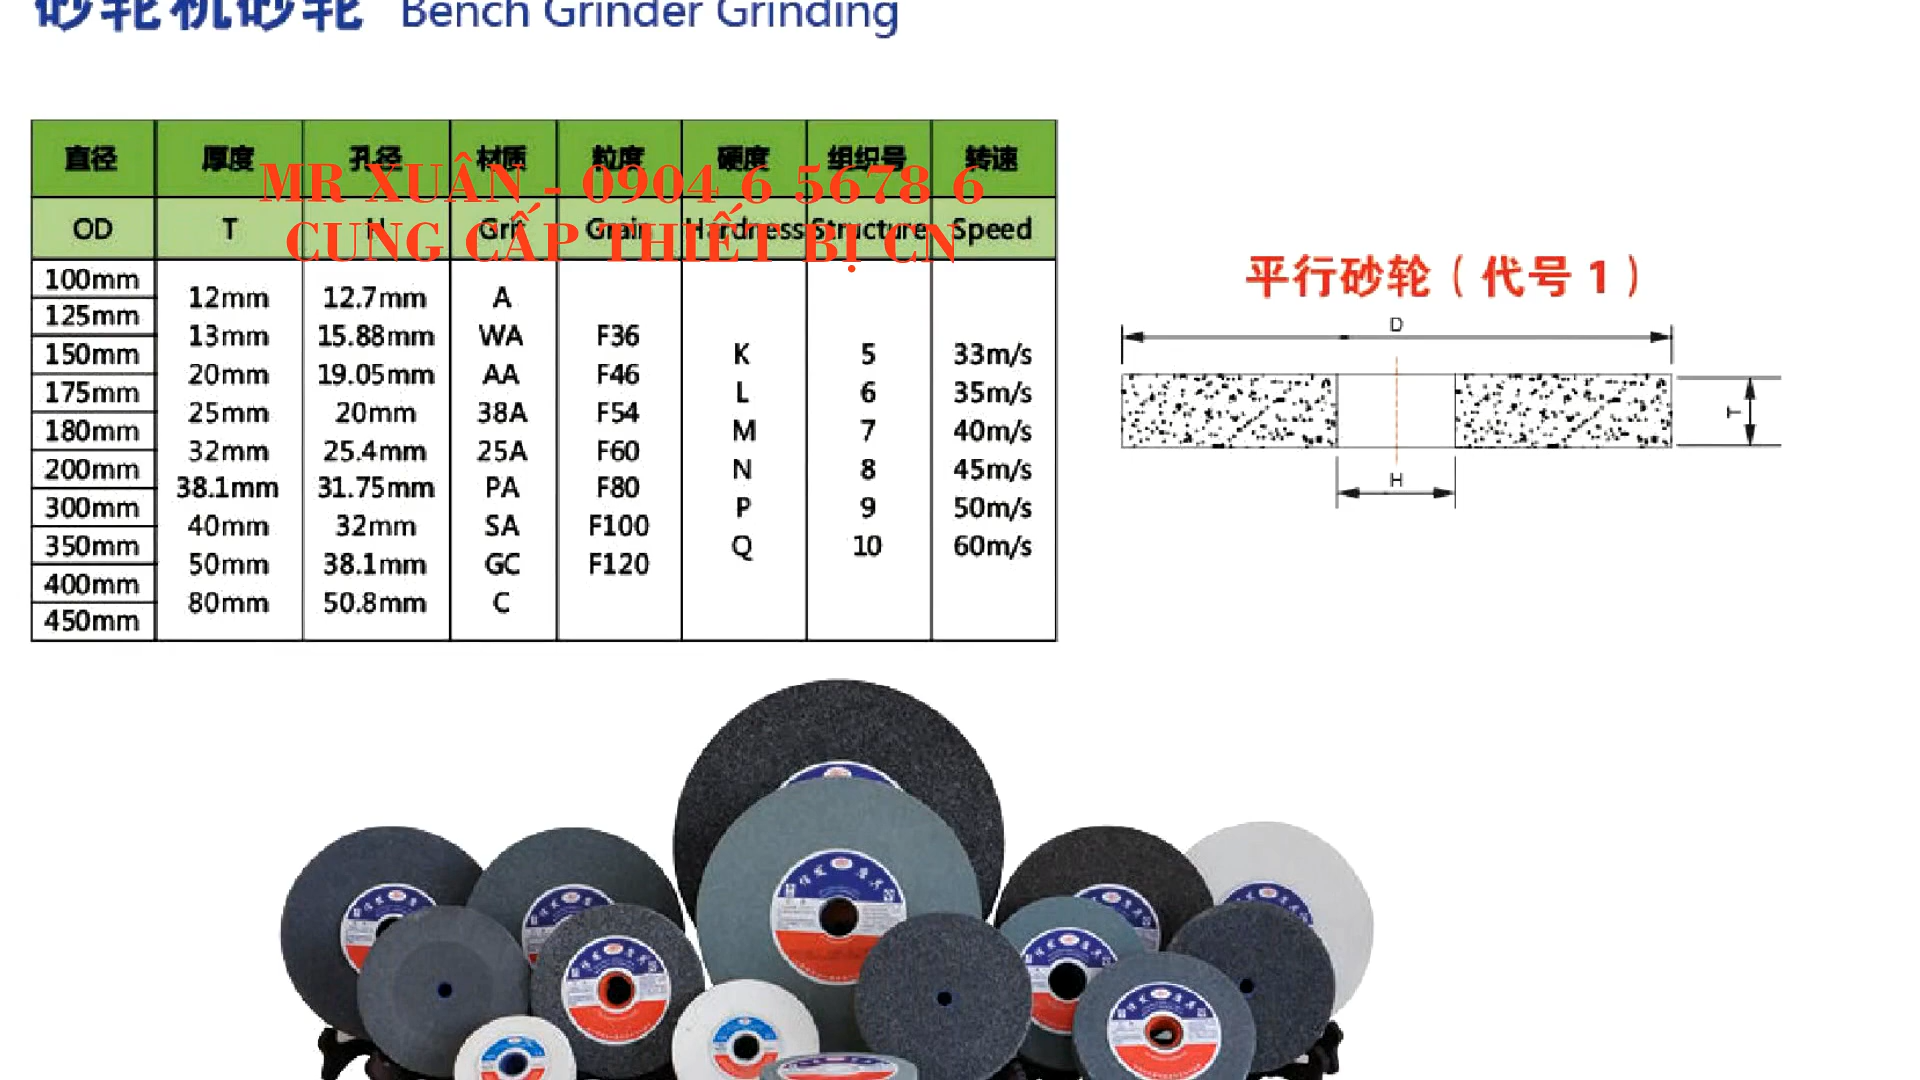 砂轮机砂轮 Bench Grinder Grinding
直径 厚度 孔径 材质 粒度 硬度 组织号 转速
MR XUÂN - 0904 6 5678 6
OD T H Grit Grain Hardness Structure Speed
CUNG CẤP THIẾT BỊ CN
100mm
125mm
150mm
175mm
180mm
200mm
300mm
350mm
400mm
450mm
12mm
13mm
20mm
25mm
32mm
38.1mm
40mm
50mm
80mm
12.7mm
15.88mm
19.05mm
20mm
25.4mm
31.75mm
32mm
38.1mm
50.8mm
A
WA
AA
38A
25A
PA
SA
GC
C
F36
F46
F54
F60
F80
F100
F120
K
L
M
N
P
Q
5
6
7
8
9
10
33m/s
35m/s
40m/s
45m/s
50m/s
60m/s
平行砂轮（代号 1）
D
T
H